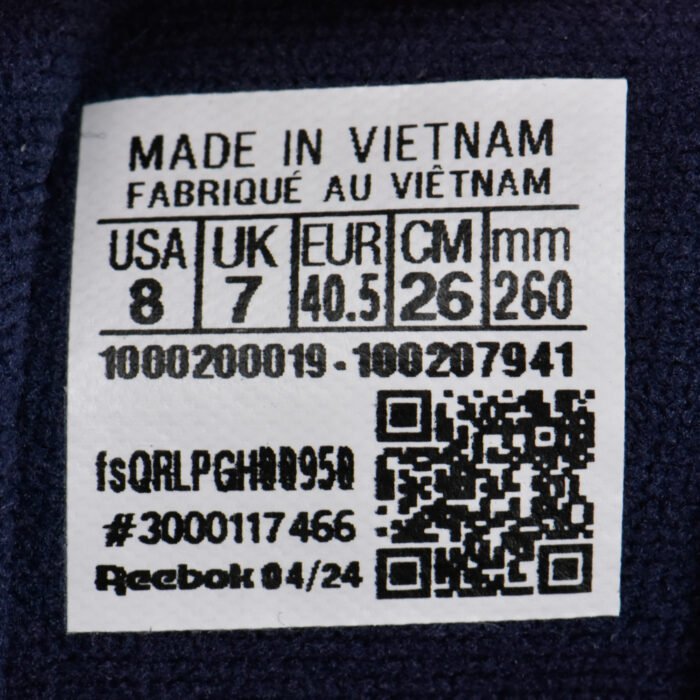 MADE IN VIETNAM
FABRIQUÉ AU VIÊTNAM
USA UK EUR CM mm
8 7 40.5 26 260
1000200019-100207941
fsQRLPGH00950
#3000117466
Reebok 04/24